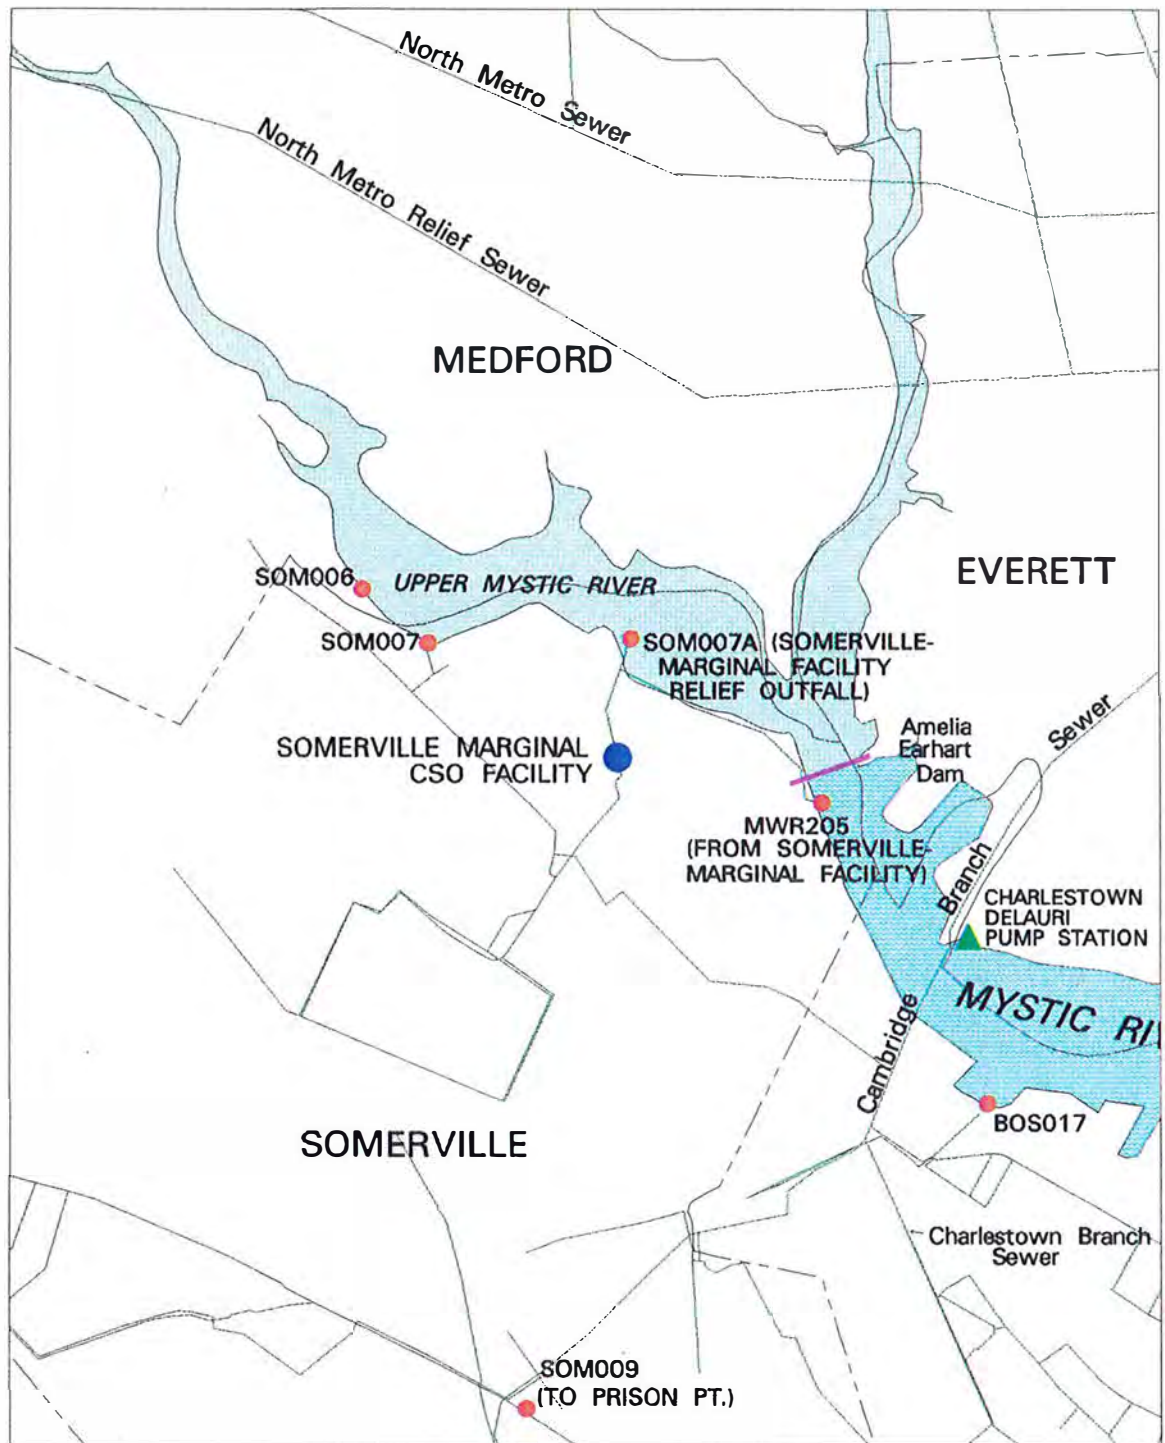 North Metro Sewer
North Metro Relief Sewer
MEDFORD
EVERETT
SOM006
UPPER MYSTIC RIVER
SOM007
SOM007A (SOMERVILLE-
MARGINAL FACILITY
RELIEF OUTFALL)
SOMERVILLE MARGINAL
CSO FACILITY
Amelia
Earhart
Dam
MWR205
(FROM SOMERVILLE-
MARGINAL FACILITY)
Cambridge Branch Sewer
CHARLESTOWN
DELAURI
PUMP STATION
MYSTIC RIV
BOS017
SOMERVILLE
Charlestown Branch
Sewer
SOM009
(TO PRISON PT.)